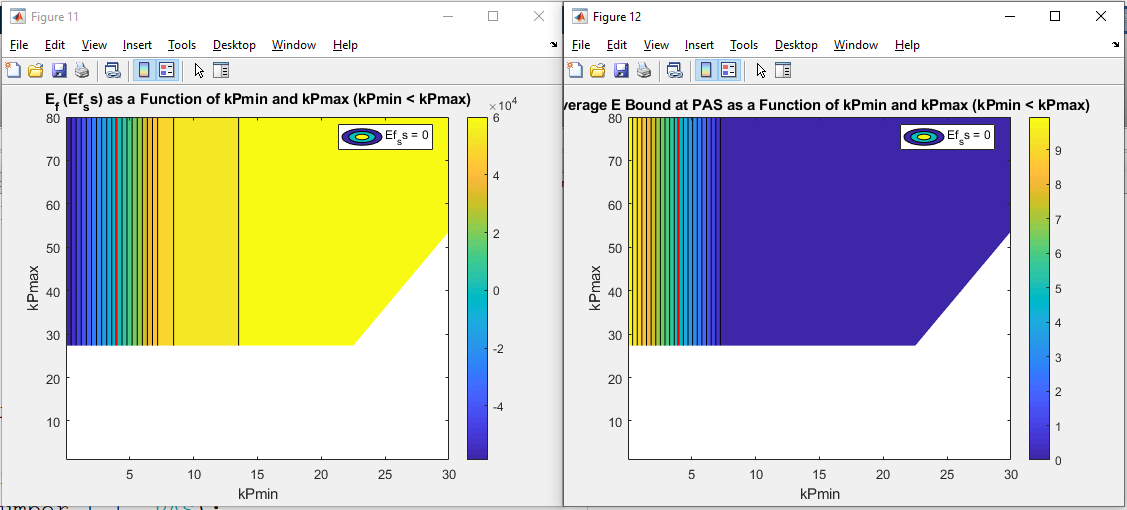 Figure 11
File Edit View Insert Tools Desktop Window Help
E_f (Ef_s s) as a Function of kPmin and kPmax (kPmin < kPmax)
×10^4
Ef_s s = 0
80
70
60
50
40
30
20
10
kPmax
5 10 15 20 25 30
kPmin
6
4
2
0
-2
-4
Figure 12
File Edit View Insert Tools Desktop Window Help
verage E Bound at PAS as a Function of kPmin and kPmax (kPmin < kPmax)
Ef_s s = 0
80
70
60
50
40
30
20
10
kPmax
5 10 15 20 25 30
kPmin
9
8
7
6
5
4
3
2
1
0